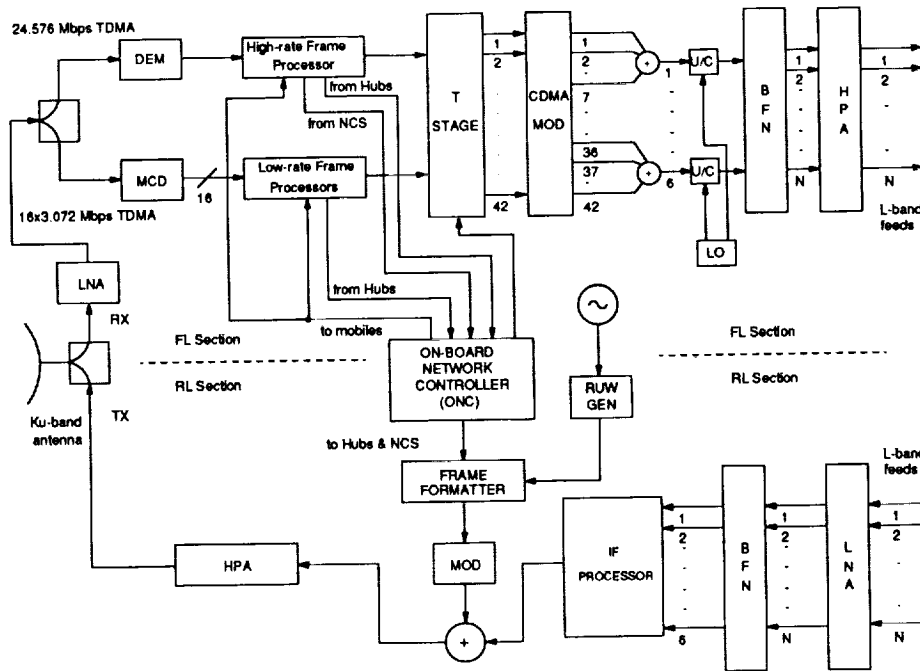 24.576 Mbps TDMA
DEM
High-rate Frame
Processor
from Hubs
from NCS
T
STAGE
1
2
42
CDMA
MOD
1
2
7
36
37
42
+
+
1
6
U/C
U/C
LO
B
F
N
1
2
N
H
P
A
1
2
N
L-band
feeds
MCD
16
Low-rate Frame
Processors
16x3.072 Mbps TDMA
LNA
RX
from Hubs
to mobiles
FL Section
RL Section
ON-BOARD
NETWORK
CONTROLLER
(ONC)
~
FL Section
RL Section
RUW
GEN
TX
Ku-band
antenna
to Hubs & NCS
FRAME
FORMATTER
MOD
HPA
+
IF
PROCESSOR
1
2
6
B
F
N
1
2
N
L
N
A
L-band
feeds
1
2
N